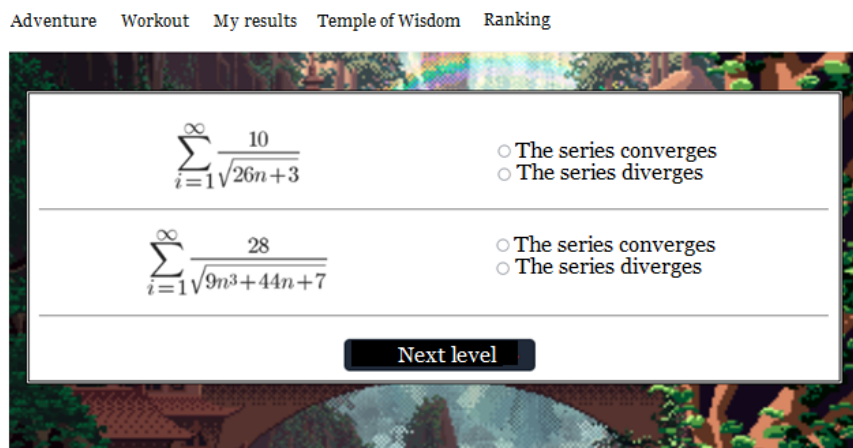 Adventure Workout My results Temple of Wisdom Ranking
∞
∑ 10
i=1 √26n+3
The series converges
The series diverges
∞
∑ 28
i=1 √9n³+44n+7
The series converges
The series diverges
Next level